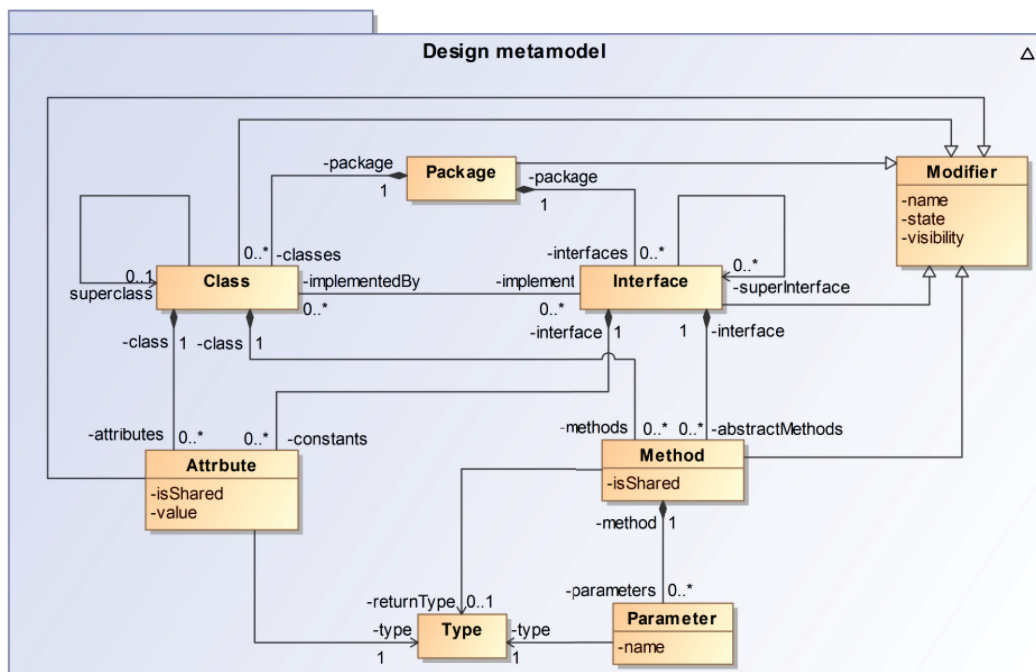 Design metamodel
-package
1
Package
-package
1
Modifier
-name
-state
-visibility
0..*
-classes
-interfaces
0..*
0..1
superclass
Class
-implementedBy
0..*
-implement
0..*
Interface
0..*
-superInterface
-class
1
-class
1
-interface
1
1
-interface
-attributes
0..*
0..*
-constants
-methods
0..*
0..*
-abstractMethods
Attrbute
-isShared
-value
Method
-isShared
-method
1
-returnType
0..1
-parameters
0..*
-type
1
Type
-type
1
Parameter
-name